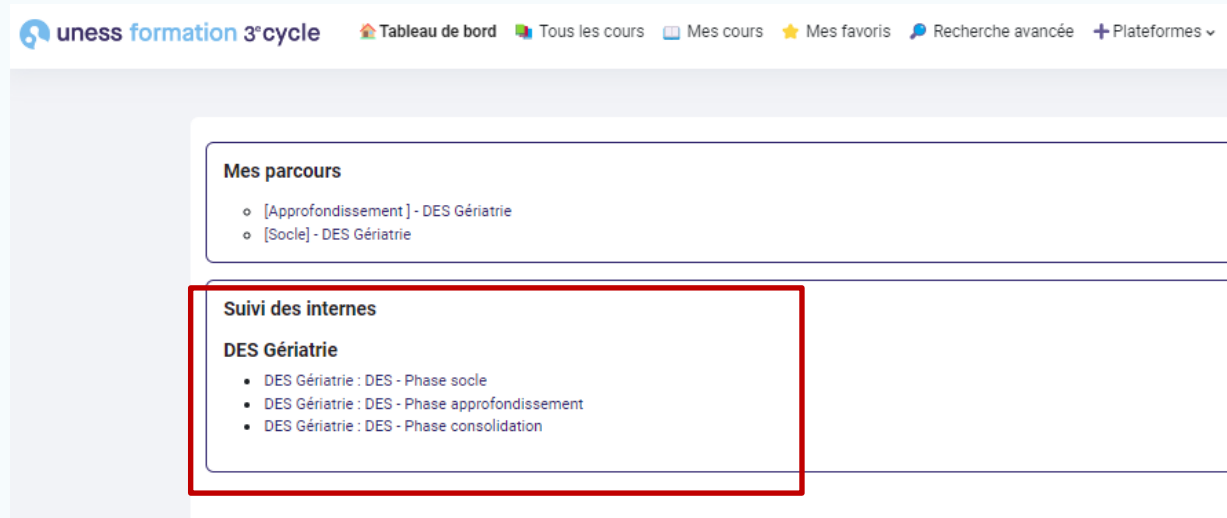 uness formation 3ᵉcycle Tableau de bord Tous les cours Mes cours Mes favoris Recherche avancée Plateformes
Mes parcours
[Approfondissement ] - DES Gériatrie
[Socle] - DES Gériatrie
Suivi des internes
DES Gériatrie
DES Gériatrie : DES - Phase socle
DES Gériatrie : DES - Phase approfondissement
DES Gériatrie : DES - Phase consolidation